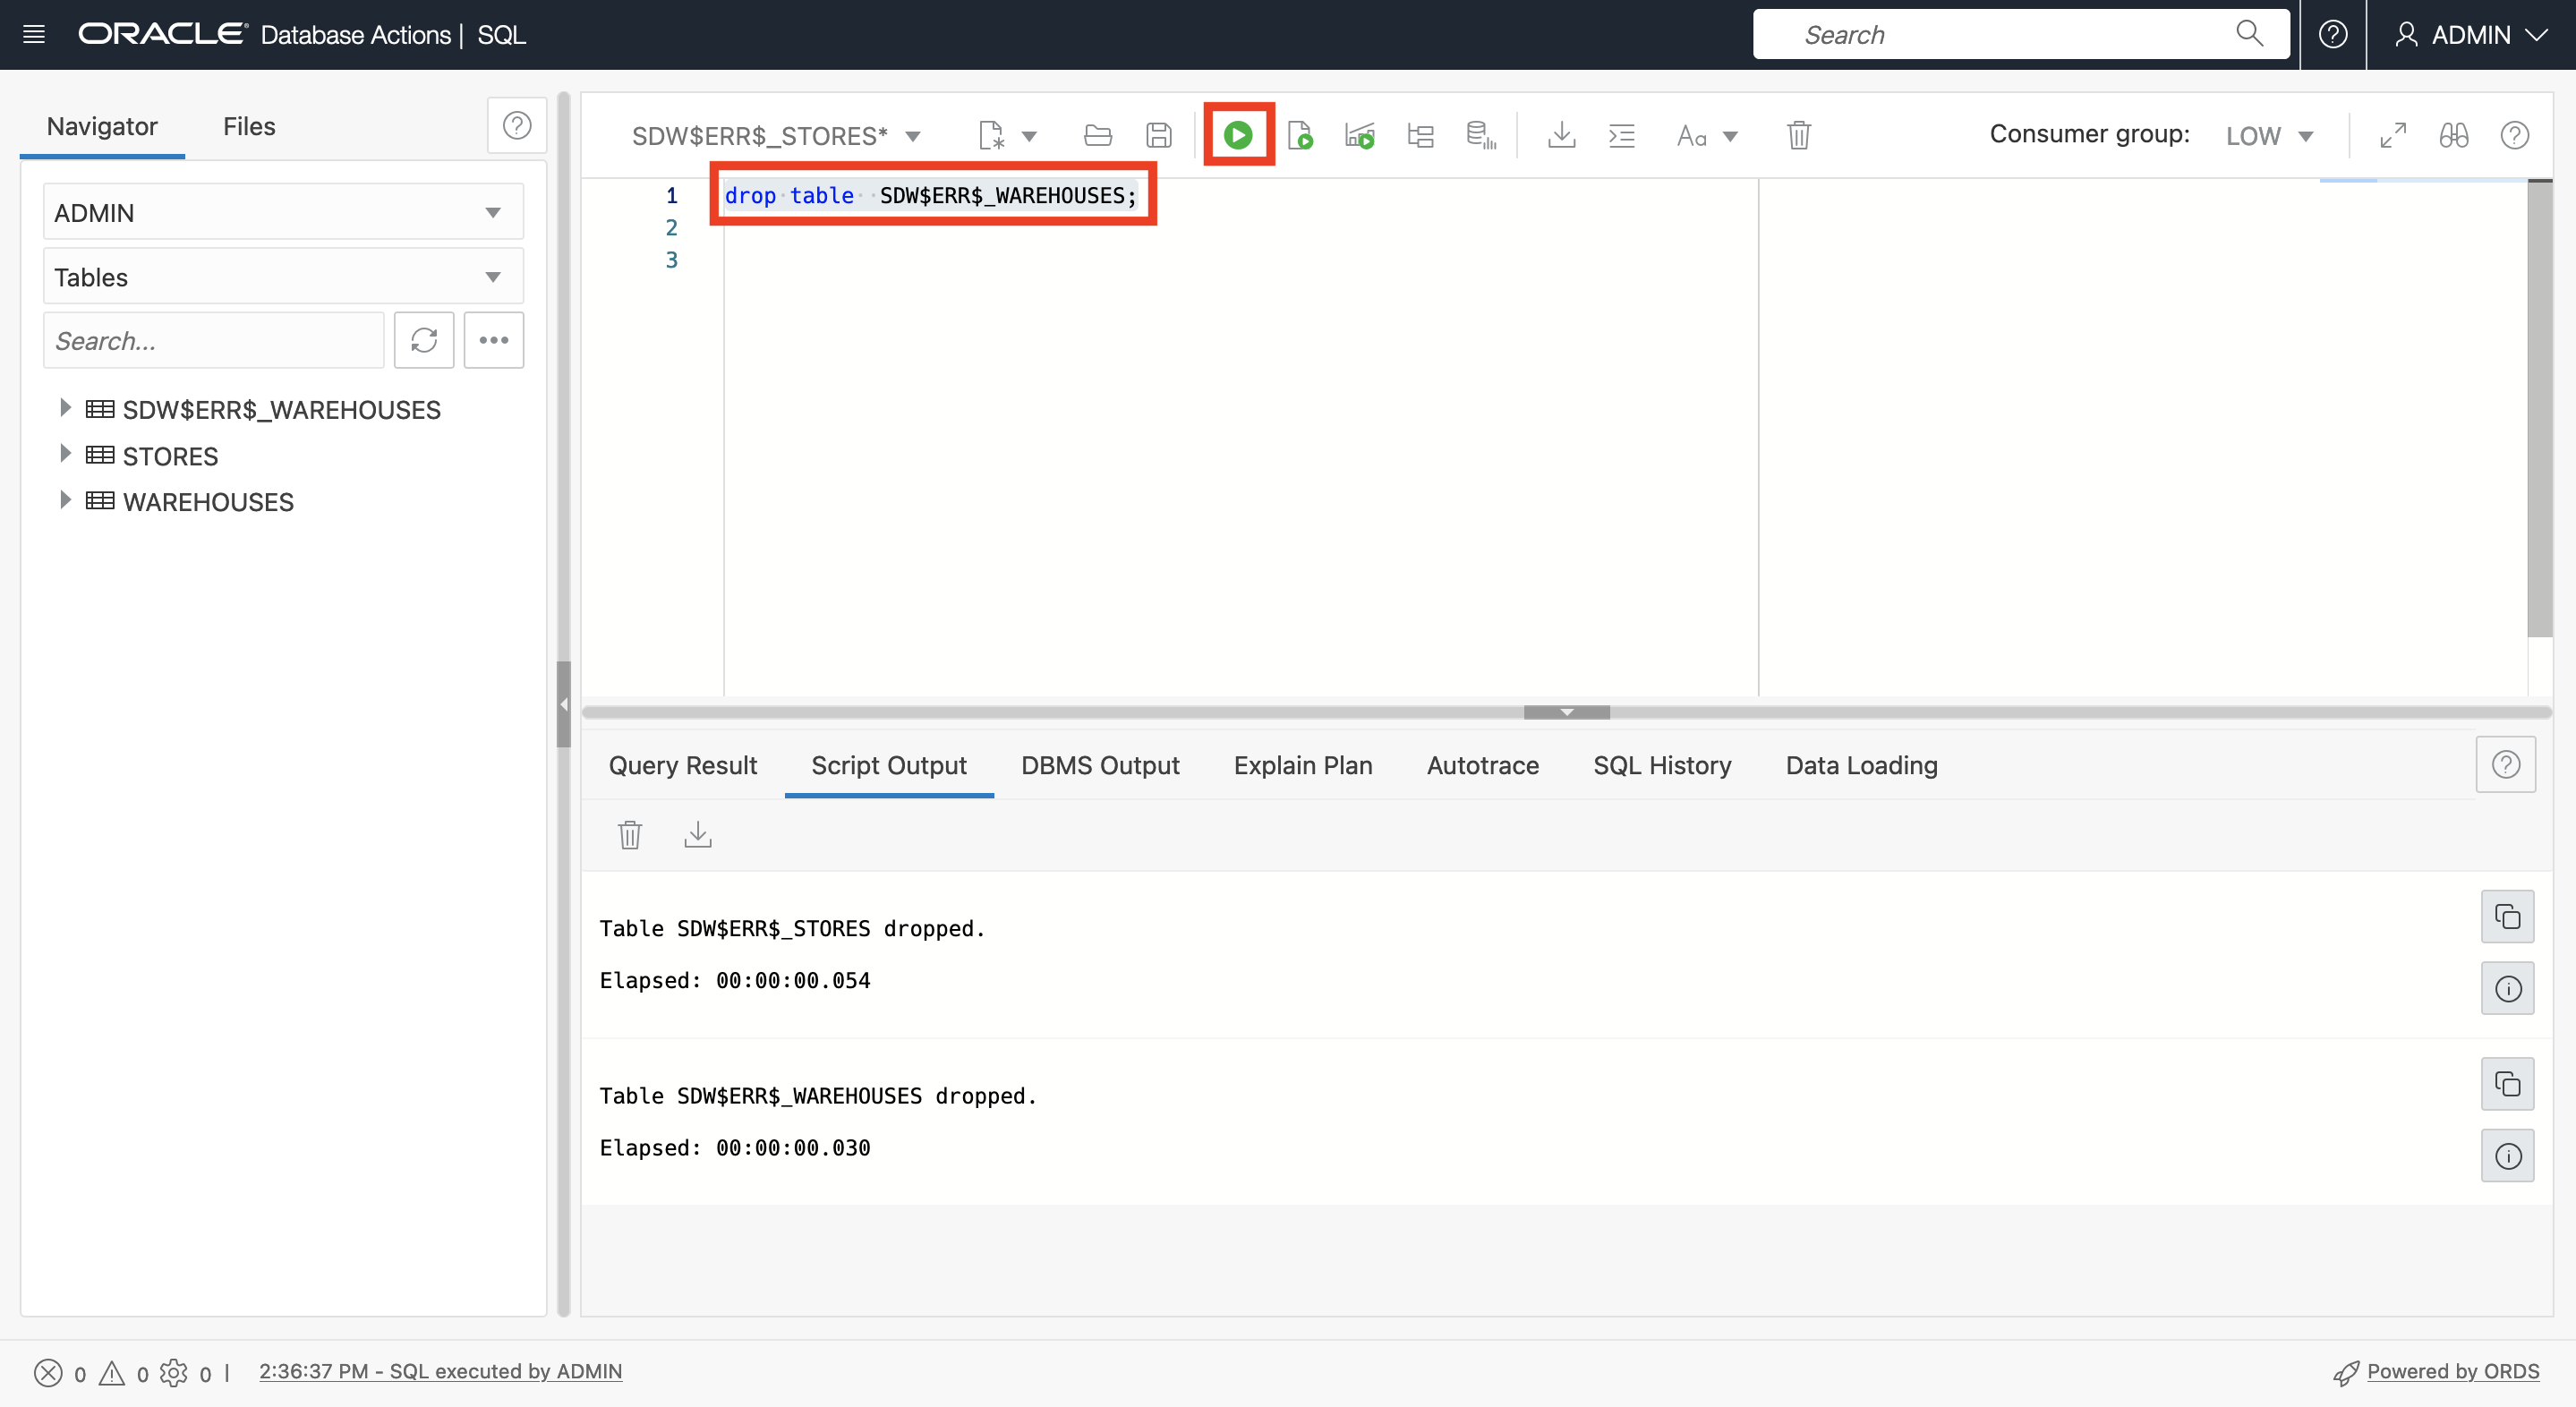 ORACLE Database Actions | SQL
Search
ADMIN
Navigator
Files
ADMIN
Tables
Search...
SDW$ERR$_WAREHOUSES
STORES
WAREHOUSES
SDW$ERR$_STORES*
Aa
Consumer group: LOW
1 drop table  SDW$ERR$_WAREHOUSES;
2
3
Query Result
Script Output
DBMS Output
Explain Plan
Autotrace
SQL History
Data Loading
Table SDW$ERR$_STORES dropped.
Elapsed: 00:00:00.054
Table SDW$ERR$_WAREHOUSES dropped.
Elapsed: 00:00:00.030
0 0 0 | 2:36:37 PM - SQL executed by ADMIN
Powered by ORDS